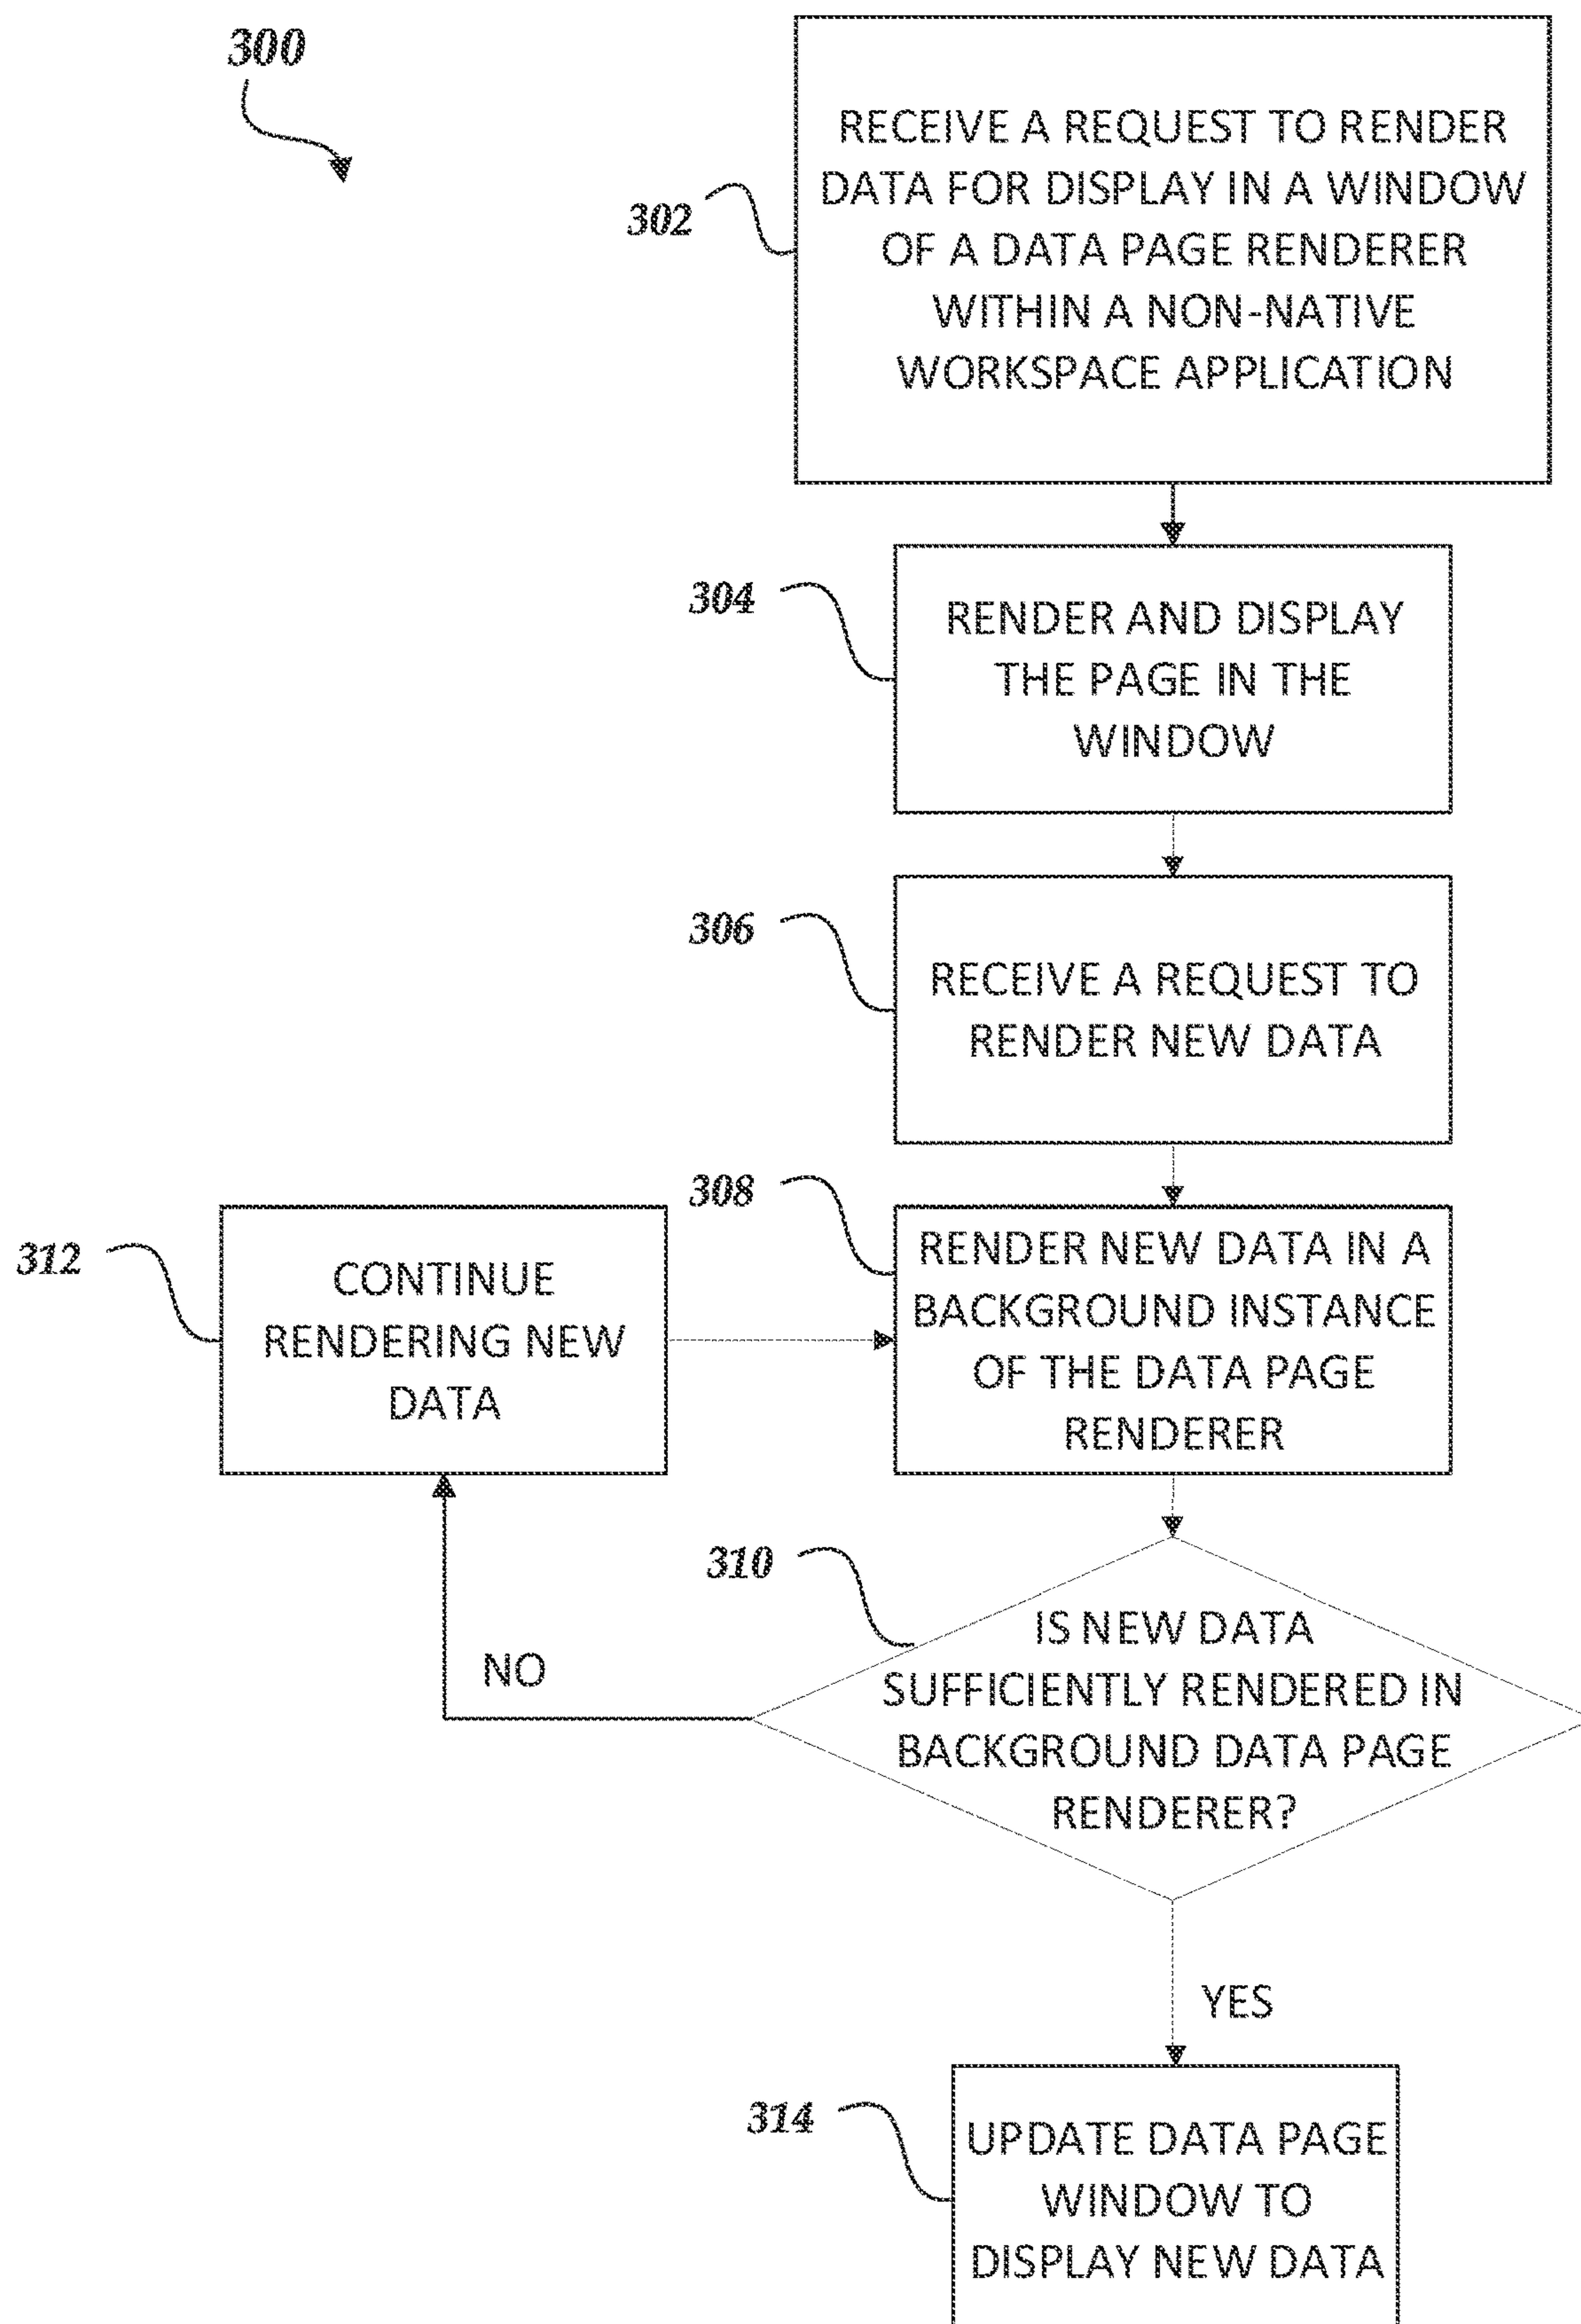 300
302
RECEIVE A REQUEST TO RENDER
DATA FOR DISPLAY IN A WINDOW
OF A DATA PAGE RENDERER
WITHIN A NON-NATIVE
WORKSPACE APPLICATION
304
RENDER AND DISPLAY
THE PAGE IN THE
WINDOW
306
RECEIVE A REQUEST TO
RENDER NEW DATA
308
RENDER NEW DATA IN A
BACKGROUND INSTANCE
OF THE DATA PAGE
RENDERER
312
CONTINUE
RENDERING NEW
DATA
310
IS NEW DATA
SUFFICIENTLY RENDERED IN
BACKGROUND DATA PAGE
RENDERER?
NO
YES
314
UPDATE DATA PAGE
WINDOW TO
DISPLAY NEW DATA